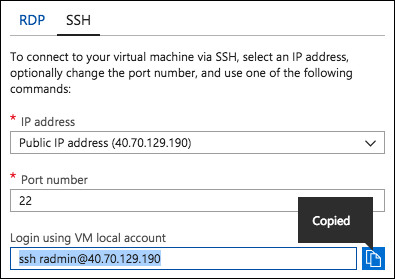 RDP SSH
To connect to your virtual machine via SSH, select an IP address,
optionally change the port number, and use one of the following
commands:
* IP address
Public IP address (40.70.129.190)
* Port number
22
Copied
Login using VM local account
ssh radmin@40.70.129.190